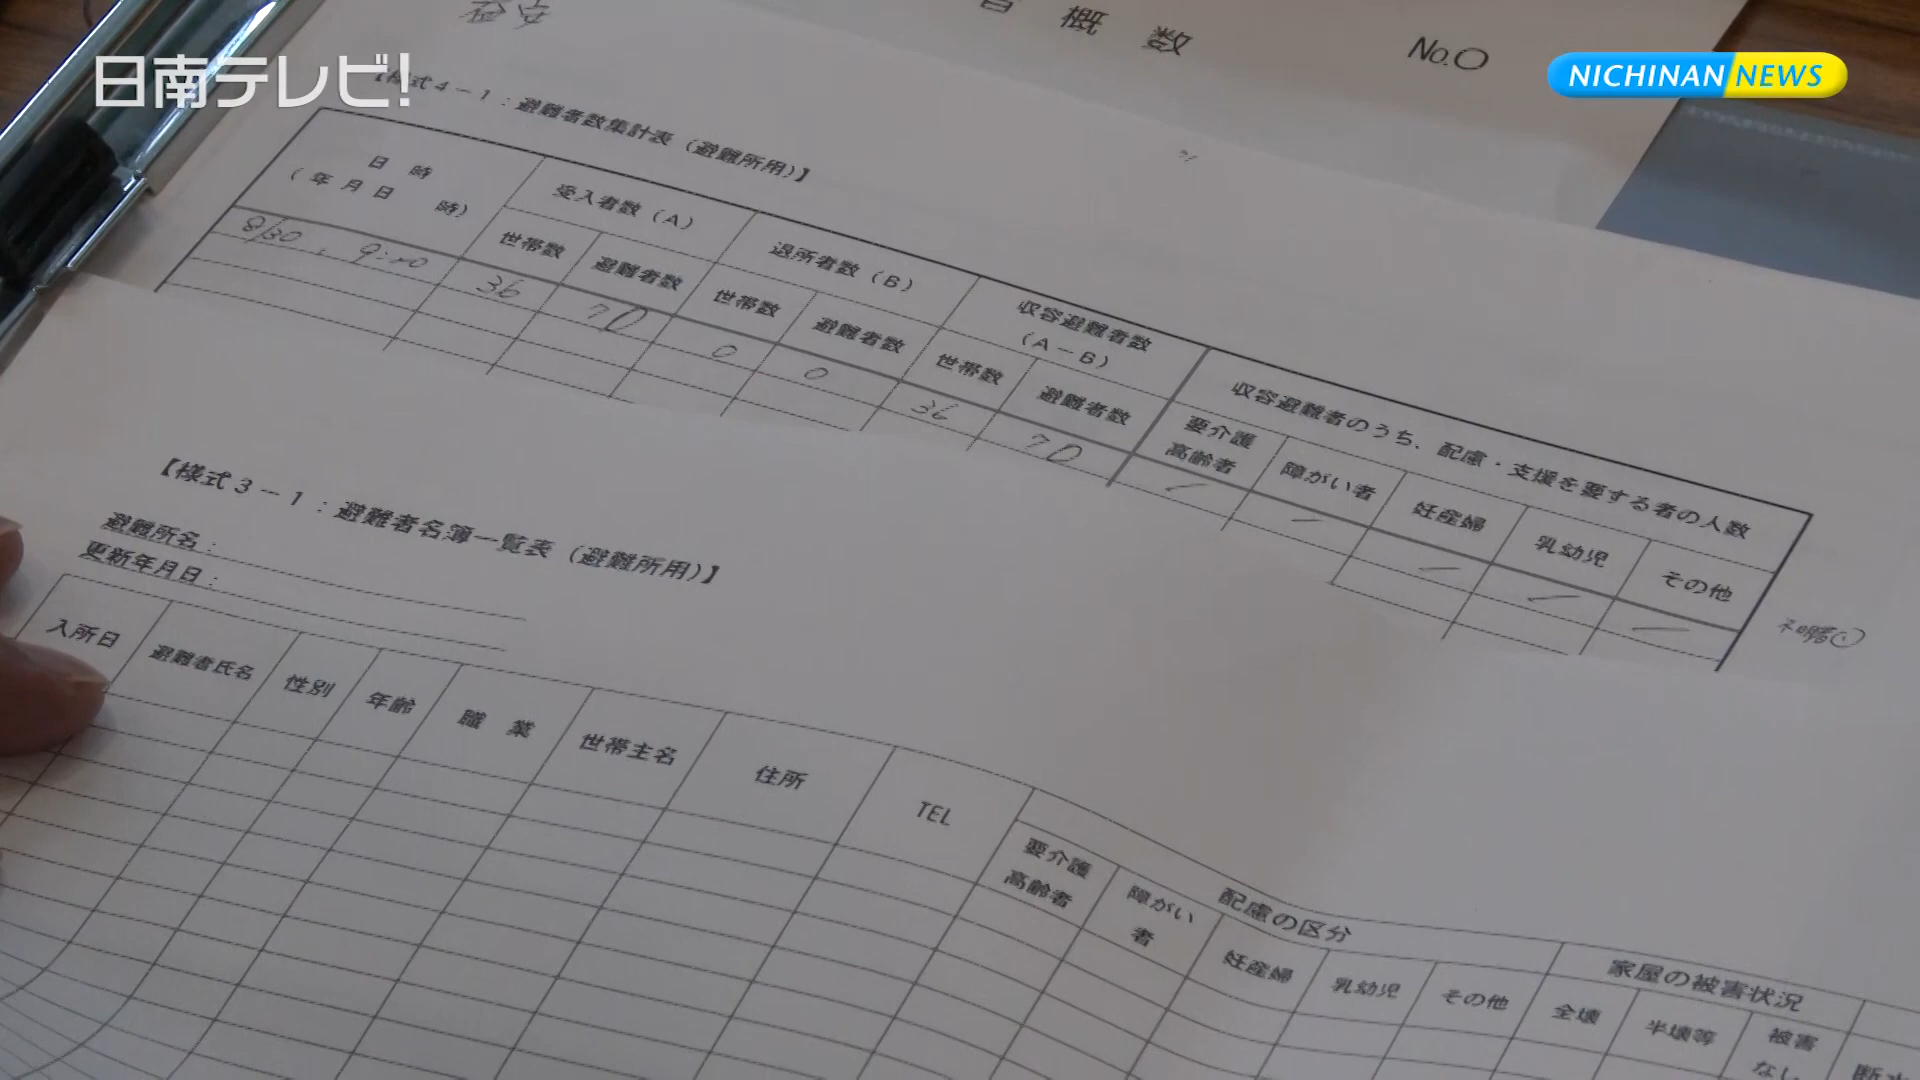 日南テレビ!
NICHINAN NEWS
概 数
No.0
【様式4-1:避難者数集計表(避難所用)】
日 時
(年月日 時)
受入者数(A)
退所者数(B)
収容避難者数
(A-B)
収容避難者のうち、配慮・支援を要する者の人数
世帯数
避難者数
世帯数
避難者数
世帯数
避難者数
要介護
高齢者
障がい者
妊産婦
乳幼児
その他
8/30
36
70
0
0
36
70
【様式3-1:避難者名簿一覧表(避難所用)】
避難所名:
更新年月日:
入所日
避難者氏名
性別
年齢
職 業
世帯主名
住所
TEL
配慮の区分
要介護
高齢者
障がい
者
妊産婦
乳幼児
その他
家屋の被害状況
全壊
半壊等
被害
なし